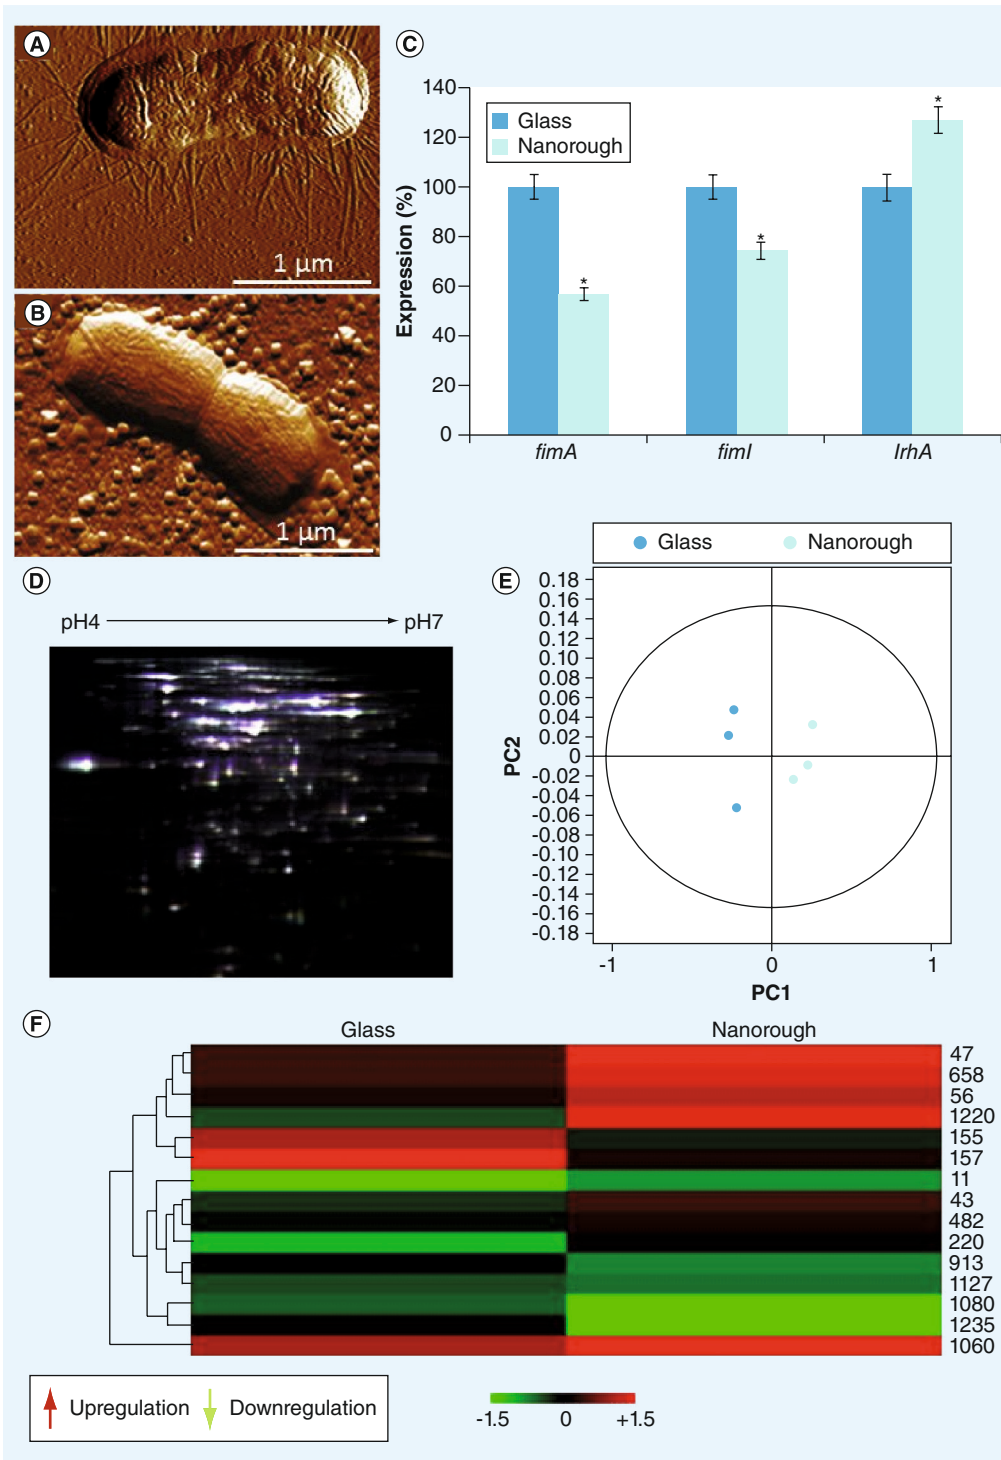 A
1 µm
B
1 µm
C
140
120
100
80
60
40
20
0
Expression (%)
Glass
Nanorough
*
*
*
fimA
fimI
IrhA
D
pH4
pH7
E
Glass
Nanorough
0.18
0.16
0.14
0.12
0.10
0.08
0.06
0.04
0.02
0
-0.02
-0.04
-0.06
-0.08
-0.10
-0.12
-0.14
-0.16
-0.18
PC2
-1
0
1
PC1
F
Glass
Nanorough
47
658
56
1220
155
157
11
43
482
220
913
1127
1080
1235
1060
Upregulation
Downregulation
-1.5
0
+1.5